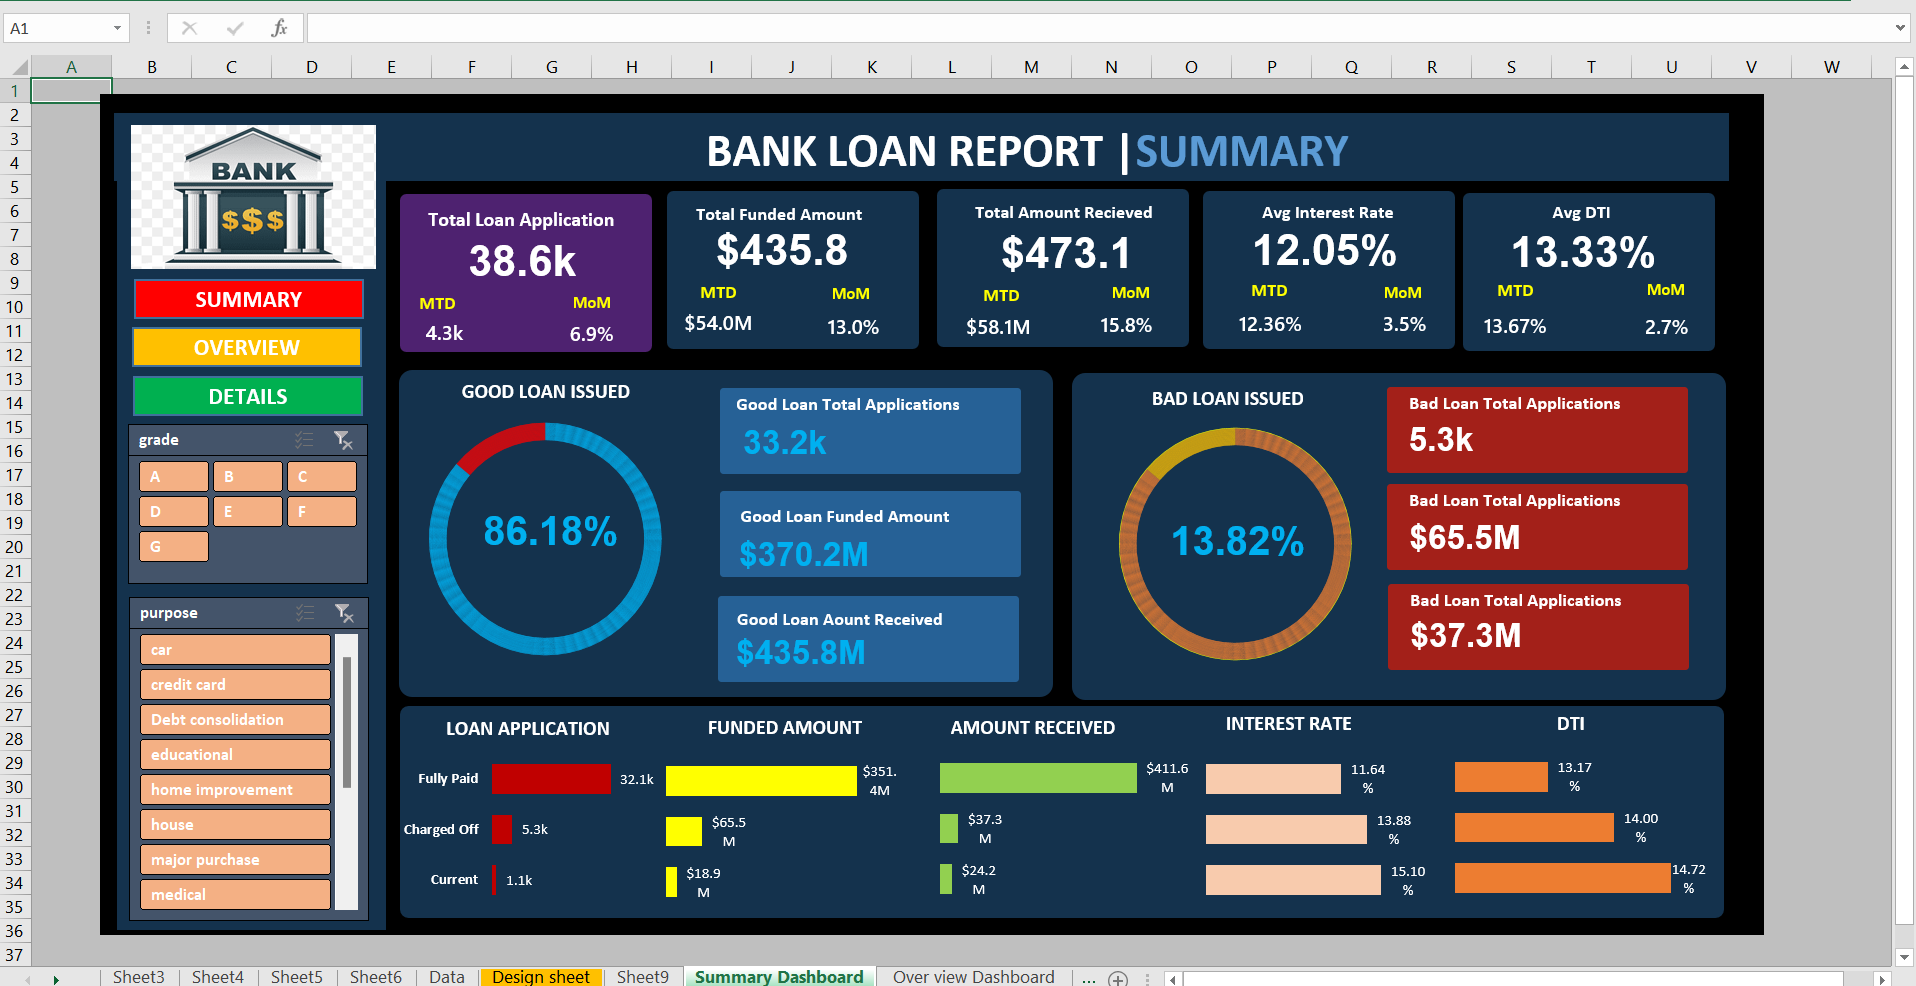 A1
fx
A B C D E F G H I J K L M N O P Q R S T U V W
1
2
3
4
5
6
7
8
9
10
11
12
13
14
15
16
17
18
19
20
21
22
23
24
25
26
27
28
29
30
31
32
33
34
35
36
37
BANK
$$$
BANK LOAN REPORT |SUMMARY
SUMMARY
OVERVIEW
DETAILS
grade
A B C
D E F
G
purpose
car
credit card
Debt consolidation
educational
home improvement
house
major purchase
medical
Total Loan Application
38.6k
MTD MoM
4.3k 6.9%
Total Funded Amount
$435.8
MTD MoM
$54.0M 13.0%
Total Amount Recieved
$473.1
MTD MoM
$58.1M 15.8%
Avg Interest Rate
12.05%
MTD MoM
12.36% 3.5%
Avg DTI
13.33%
MTD MoM
13.67% 2.7%
GOOD LOAN ISSUED
86.18%
Good Loan Total Applications
33.2k
Good Loan Funded Amount
$370.2M
Good Loan Aount Received
$435.8M
BAD LOAN ISSUED
13.82%
Bad Loan Total Applications
5.3k
Bad Loan Total Applications
$65.5M
Bad Loan Total Applications
$37.3M
LOAN APPLICATION
Fully Paid 32.1k
Charged Off 5.3k
Current 1.1k
FUNDED AMOUNT
$351.
4M
$65.5
M
$18.9
M
AMOUNT RECEIVED
$411.6
M
$37.3
M
$24.2
M
INTEREST RATE
11.64
%
13.88
%
15.10
%
DTI
13.17
%
14.00
%
14.72
%
Sheet3 Sheet4 Sheet5 Sheet6 Data Design sheet Sheet9 Summary Dashboard Over view Dashboard ...